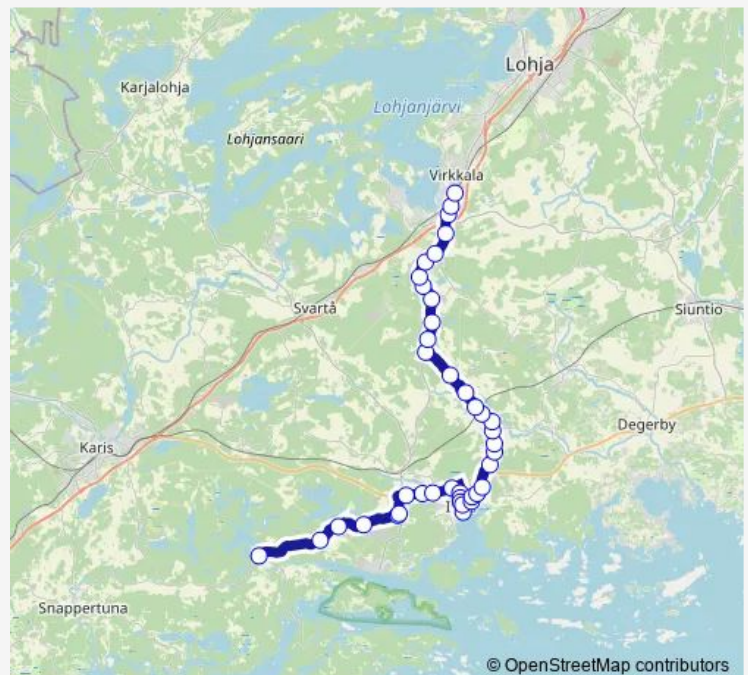 Lohja
Karjalohja
Lohjanjärvi
Lohjansaari
Virkkala
Svartå
Siuntio
Degerby
Karis
Snappertuna
© OpenStreetMap contributors